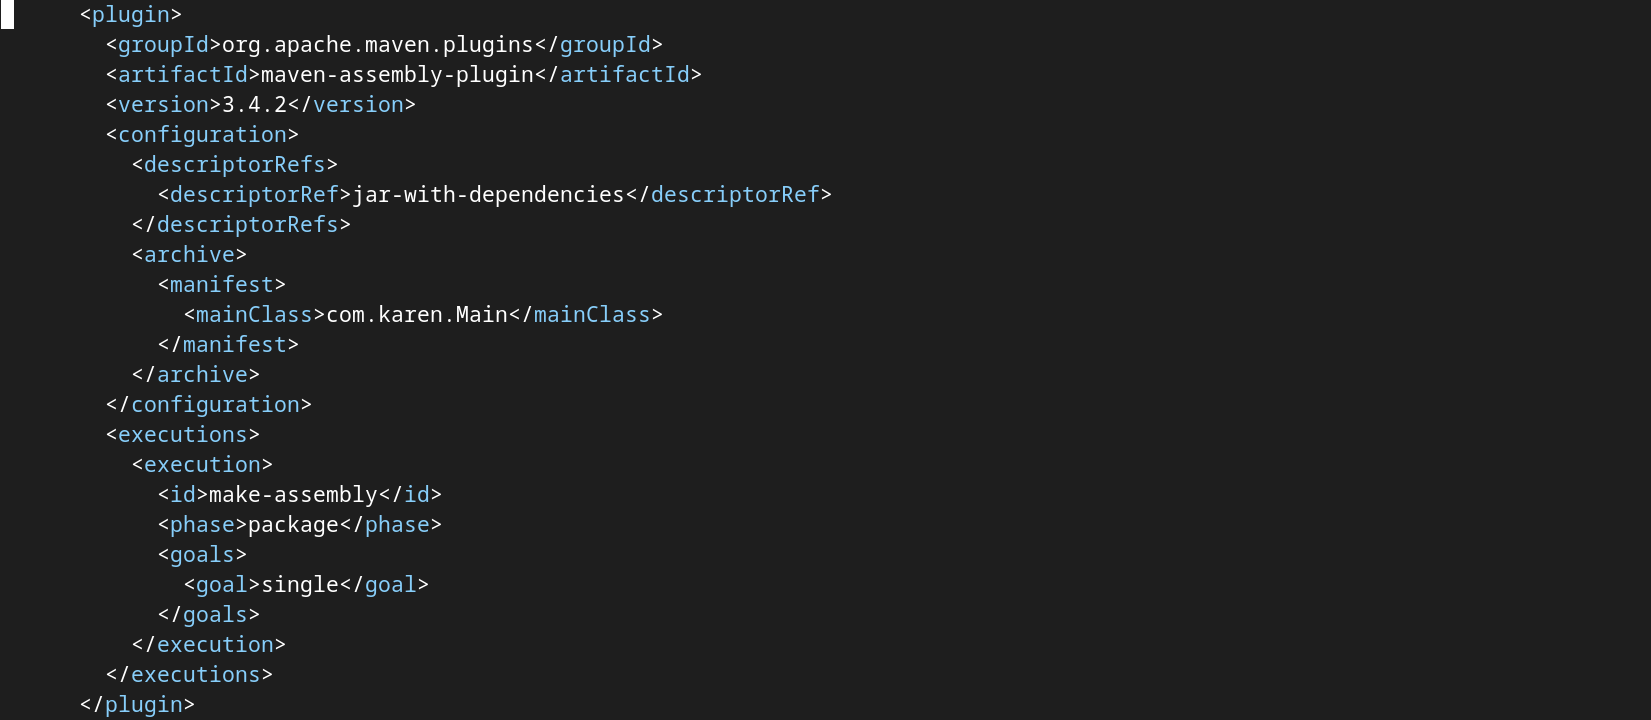 <plugin>
<groupId>org.apache.maven.plugins</groupId>
<artifactId>maven-assembly-plugin</artifactId>
<version>3.4.2</version>
<configuration>
<descriptorRefs>
<descriptorRef>jar-with-dependencies</descriptorRef>
</descriptorRefs>
<archive>
<manifest>
<mainClass>com.karen.Main</mainClass>
</manifest>
</archive>
</configuration>
<executions>
<execution>
<id>make-assembly</id>
<phase>package</phase>
<goals>
<goal>single</goal>
</goals>
</execution>
</executions>
</plugin>